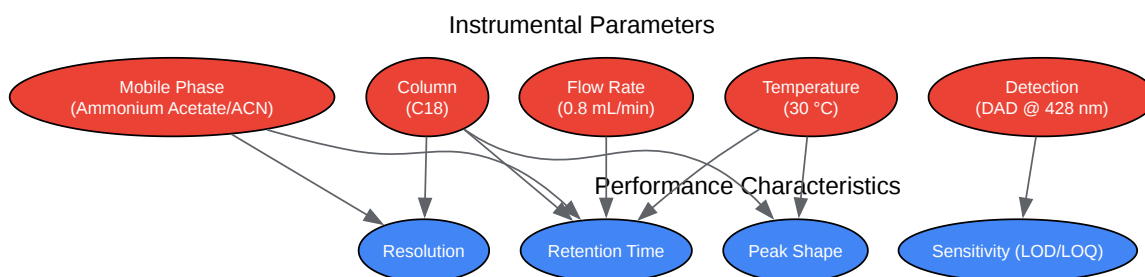 Instrumental Parameters
Mobile Phase
(Ammonium Acetate/ACN)
Column
(C18)
Flow Rate
(0.8 mL/min)
Temperature
(30 °C)
Detection
(DAD @ 428 nm)
Performance Characteristics
Resolution
Retention Time
Peak Shape
Sensitivity (LOD/LOQ)